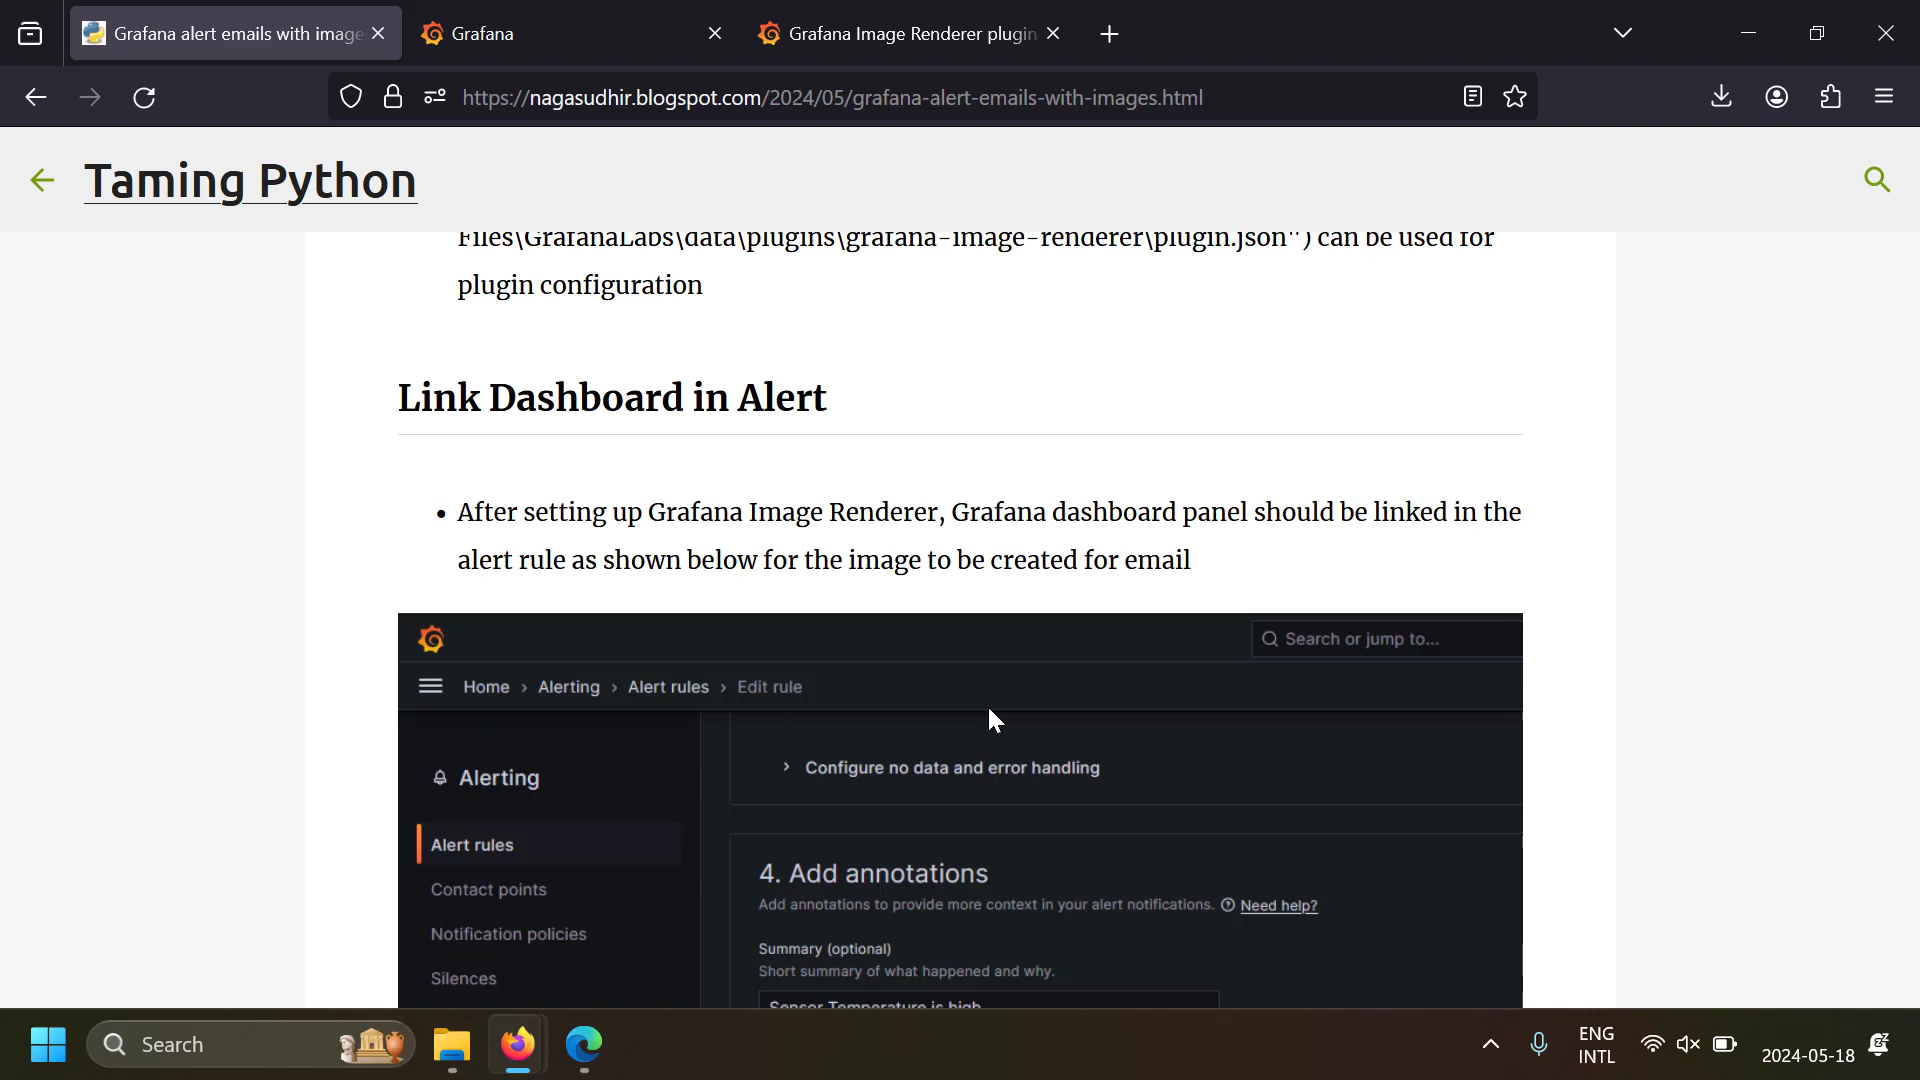 Grafana alert emails with image
Grafana
Grafana Image Renderer plugin
https://nagasudhir.blogspot.com/2024/05/grafana-alert-emails-with-images.html
Taming Python
Files\GrafanaLabs\data\plugins\grafana-image-renderer\plugin.json") can be used for
plugin configuration
Link Dashboard in Alert
• After setting up Grafana Image Renderer, Grafana dashboard panel should be linked in the
alert rule as shown below for the image to be created for email
Search or jump to...
Home › Alerting › Alert rules › Edit rule
Configure no data and error handling
Alerting
Alert rules
Contact points
Notification policies
Silences
4. Add annotations
Add annotations to provide more context in your alert notifications. Need help?
Summary (optional)
Short summary of what happened and why.
Sensor Temperature is high
Search
ENG
INTL
2024-05-18